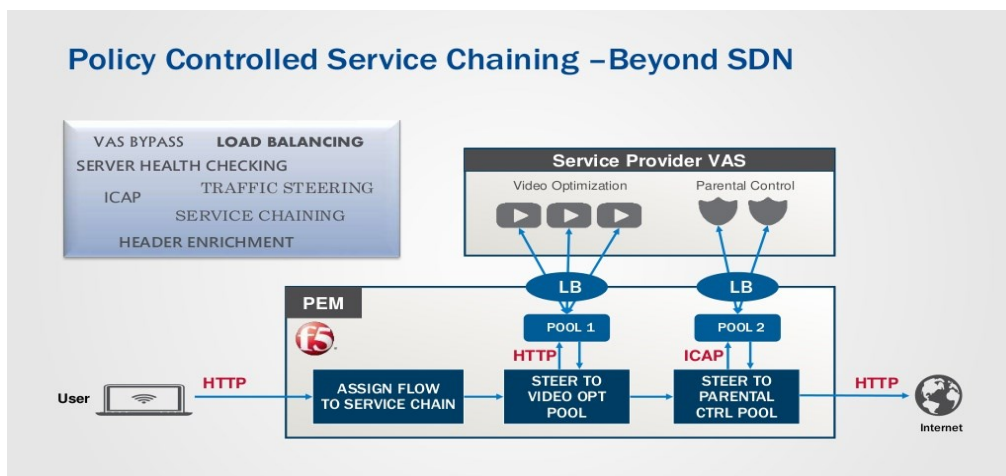 Policy Controlled Service Chaining –Beyond SDN
VAS BYPASS LOAD BALANCING
SERVER HEALTH CHECKING
ICAP TRAFFIC STEERING
SERVICE CHAINING
HEADER ENRICHMENT
Service Provider VAS
Video Optimization Parental Control
LB LB
PEM
f5
POOL 1 POOL 2
HTTP ICAP
User
HTTP
ASSIGN FLOW
TO SERVICE CHAIN
STEER TO
VIDEO OPT
POOL
STEER TO
PARENTAL
CTRL POOL
HTTP
Internet